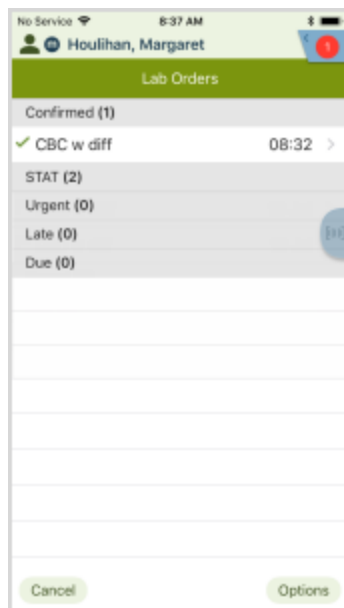 No Service 8:37 AM
Houlihan, Margaret
1
Lab Orders
Confirmed (1)
CBC w diff 08:32
STAT (2)
Urgent (0)
Late (0)
Due (0)
Cancel Options